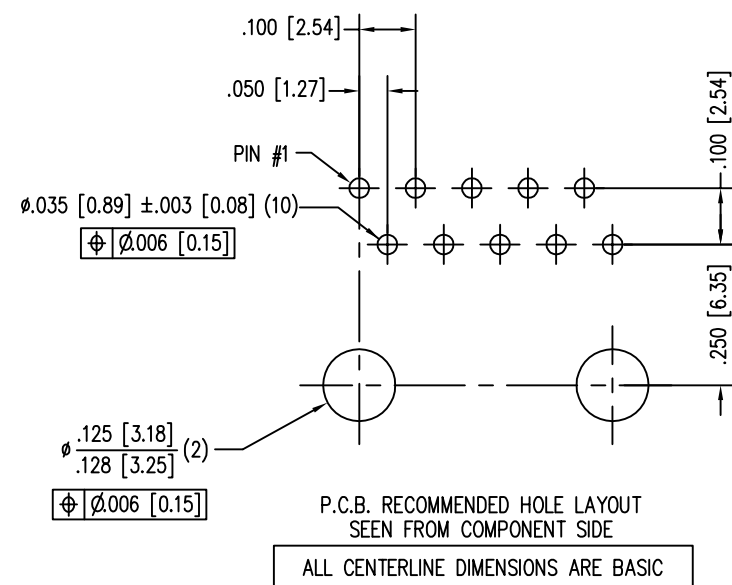 .100 [2.54]
.050 [1.27]
PIN #1
ø.035 [0.89] ±.003 [0.08] (10)
⌖ Ø.006 [0.15]
.100 [2.54]
.250 [6.35]
ø .125 [3.18] (2)
.128 [3.25]
⌖ Ø.006 [0.15]
P.C.B. RECOMMENDED HOLE LAYOUT
SEEN FROM COMPONENT SIDE
ALL CENTERLINE DIMENSIONS ARE BASIC